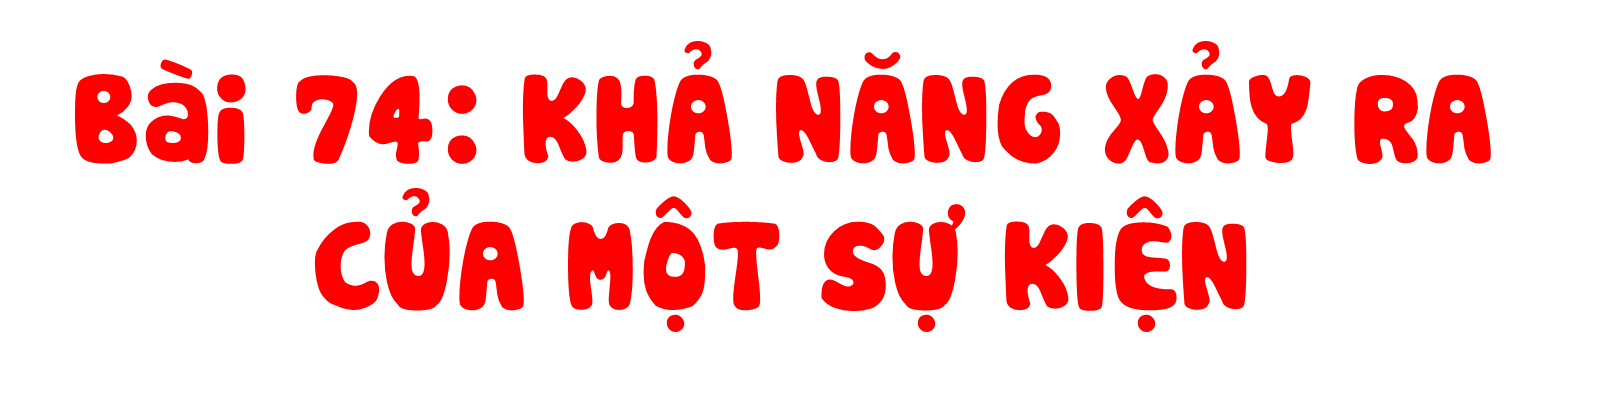 Bài 74: KHẢ NĂNG XẢY RA
CỦA MỘT SỰ KIỆN